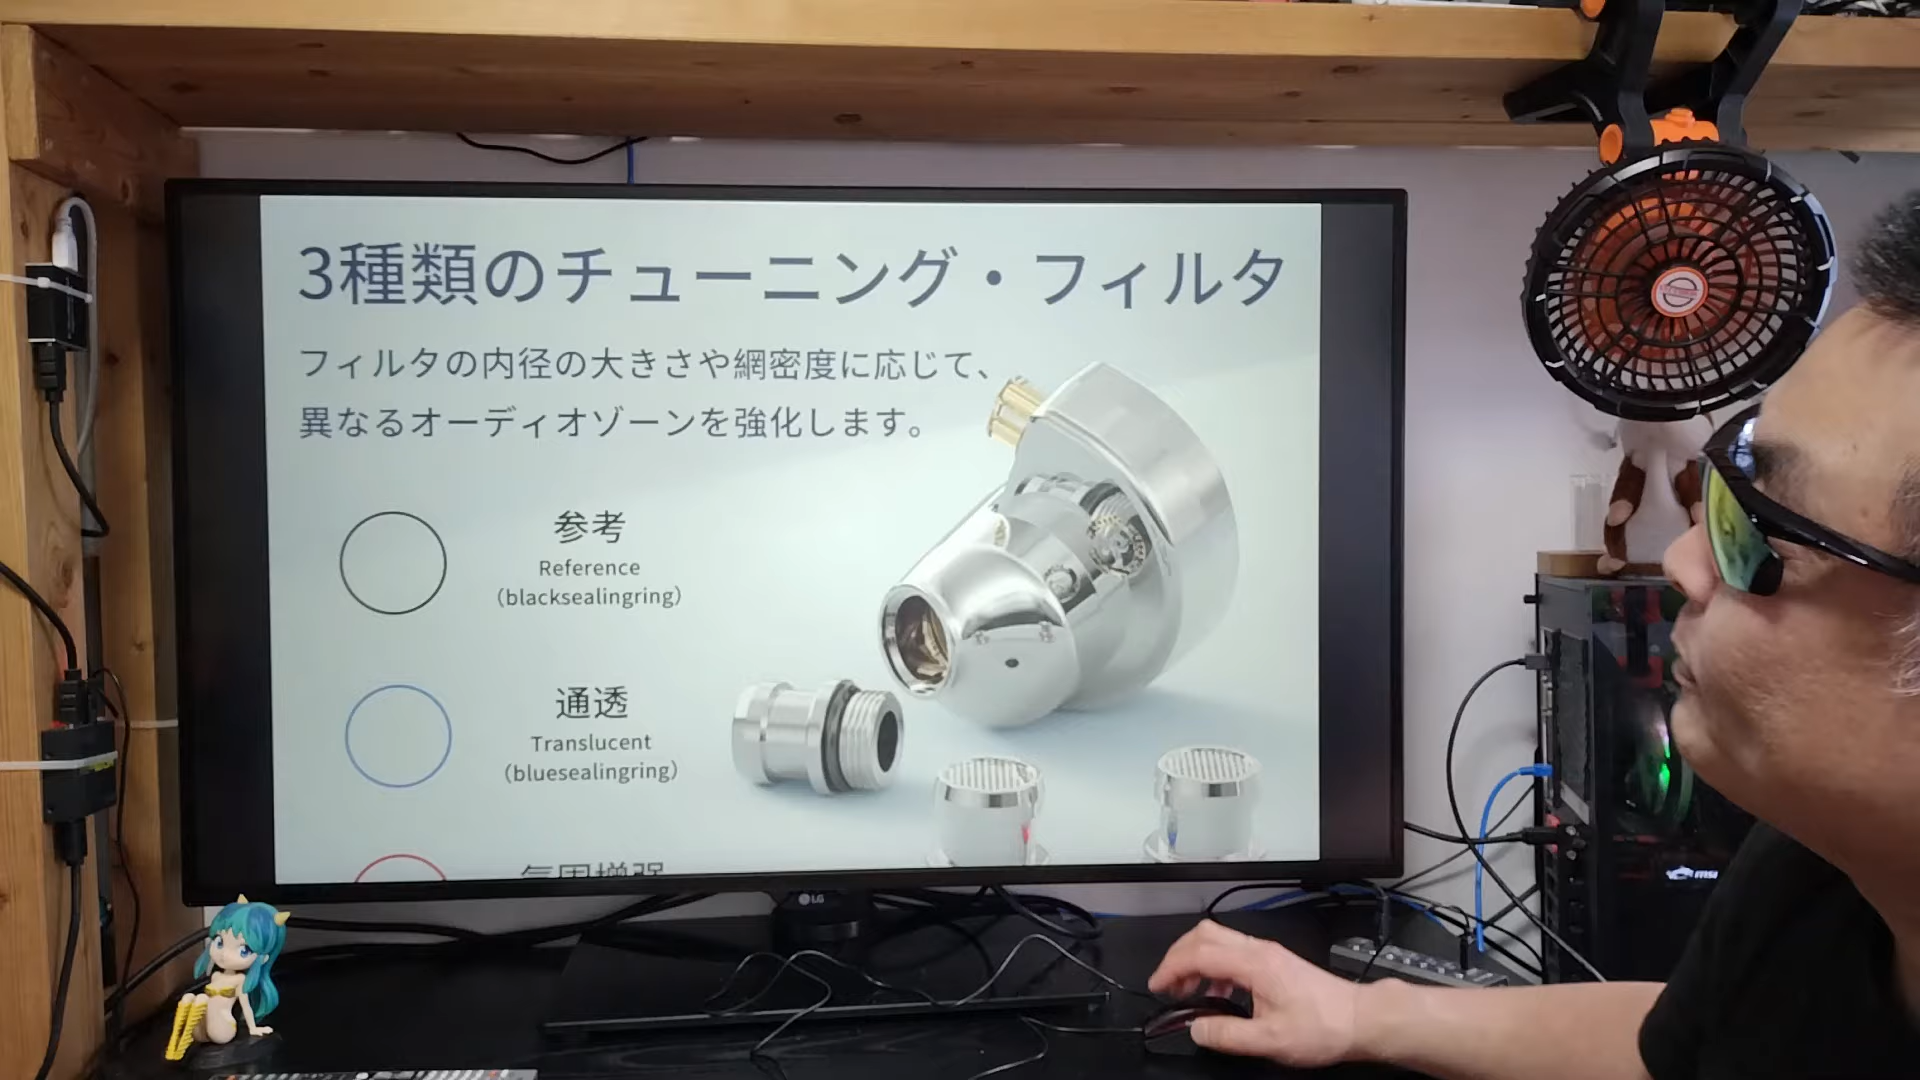 3種類のチューニング・フィルタ
フィルタの内径の大きさや網密度に応じて、
異なるオーディオゾーンを強化します。
参考
Reference
(blacksealingring)
通透
Translucent
(bluesealingring)
LG
msi